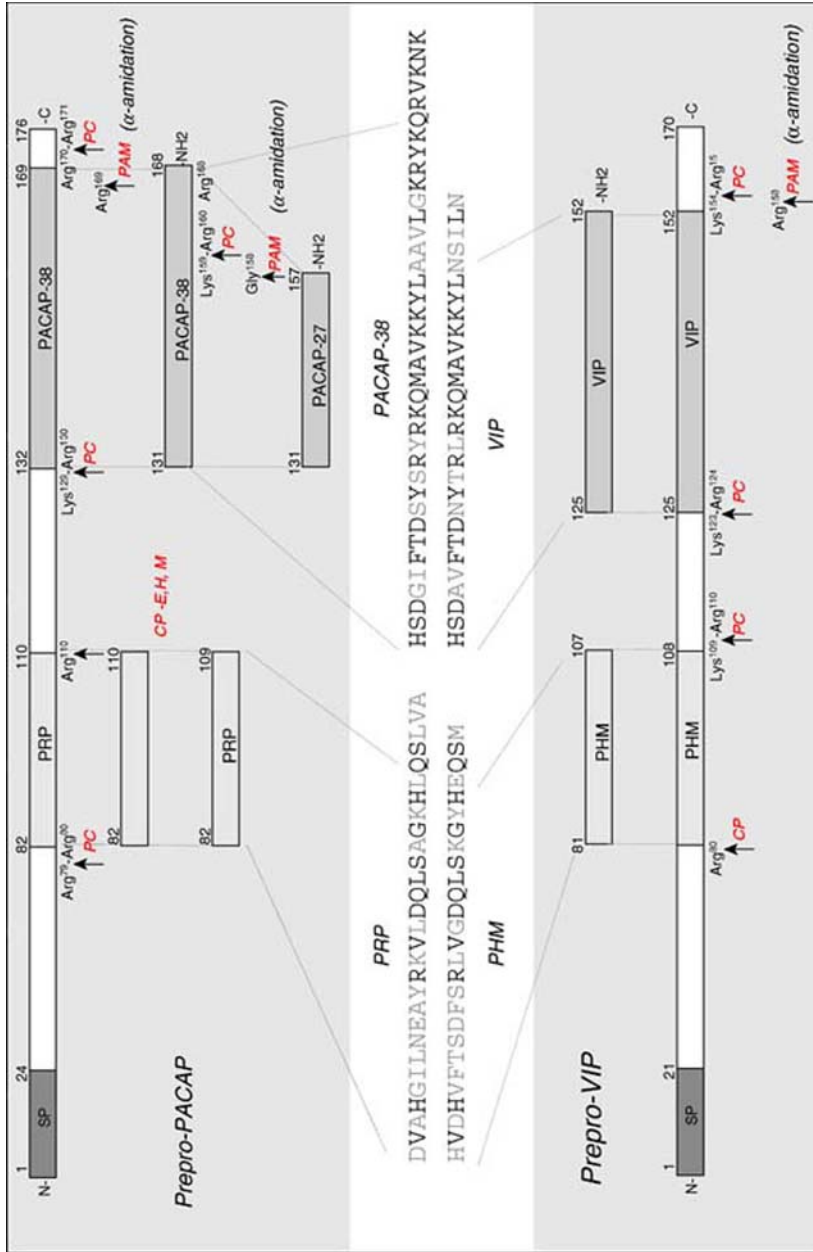 1 24 82 110 132 169 176
N- SP PRP PACAP-38 -C
Arg79-Arg80 Arg110 Lys129-Arg130 Arg170-Arg171
PC PC PC
Arg169 PAM (α-amidation)
82 110 131 168
PACAP-38 -NH2
CP -E,H, M
Prepro-PACAP
Lys159-Arg160 Arg160
PC
82 109
PRP
Gly158
PAM (α-amidation)
131 157
PACAP-27 -NH2
PRP PACAP-38
DVAHGILNEAYRKVLDQLSAGKHLQSLVA HSDGIFTDSYSRYRKQMAVKKYLAAVLGKRYKQRVKNK
HVDHVFTSDFSRLVGDQLSKGYHEQSM HSDAVFTDNYTRLRKQMAVKKYLNSILN
PHM VIP
Prepro-VIP
81 107 125 152
PHM VIP -NH2
1 21 108 125 152 170
N- SP PHM VIP -C
Arg80 Lys109-Arg110 Lys123-Arg124 Lys154-Arg15
CP PC PC PC
Arg158 PAM (α-amidation)